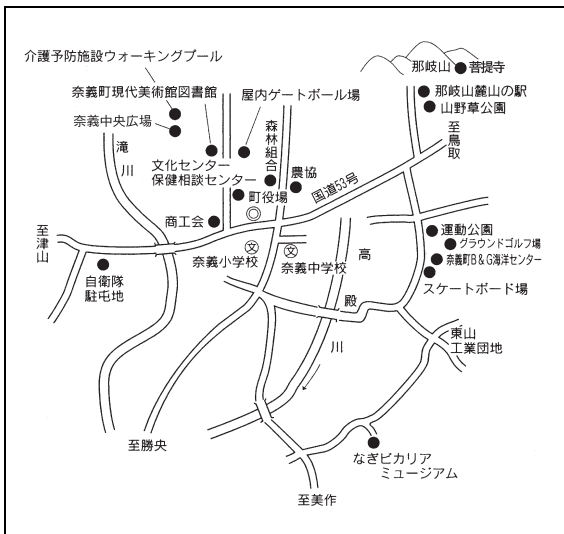 介護予防施設ウォーキングプール
奈義町現代美術館図書館
奈義中央広場
屋内ゲートボール場
那岐山
菩提寺
那岐山麓山の駅
山野草公園
至鳥取
滝川
森林組合
農協
国道53号
文化センター
保健相談センター
町役場
商工会
至津山
文
奈義小学校
文
奈義中学校
自衛隊
駐屯地
高殿川
運動公園
グラウンドゴルフ場
奈義町B&G海洋センター
スケートボード場
東山
工業団地
至勝央
なぎビカリア
ミュージアム
至美作